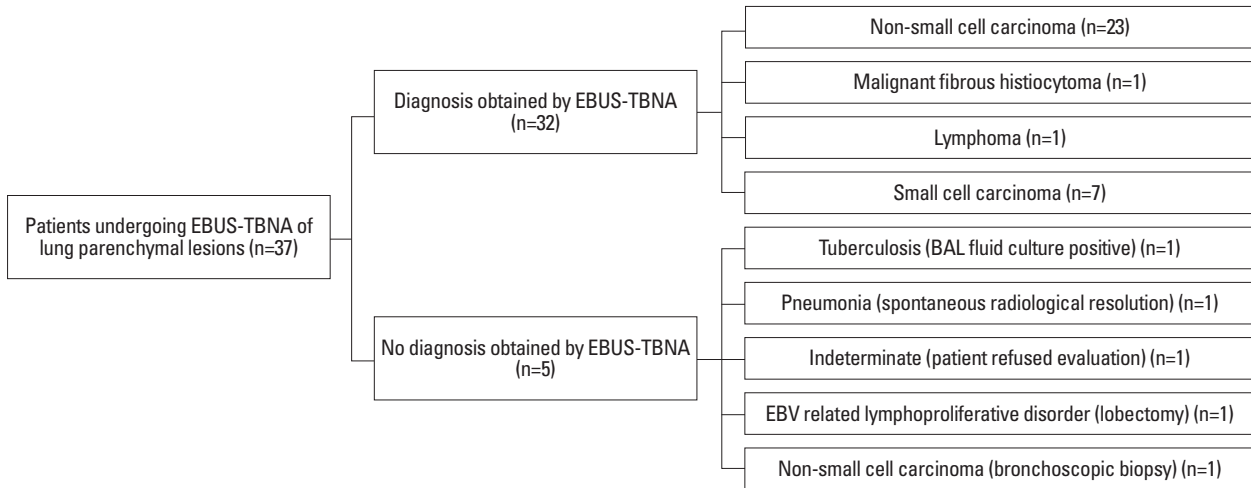 Patients undergoing EBUS-TBNA of
lung parenchymal lesions (n=37)
Diagnosis obtained by EBUS-TBNA
(n=32)
Non-small cell carcinoma (n=23)
Malignant fibrous histiocytoma (n=1)
Lymphoma (n=1)
Small cell carcinoma (n=7)
No diagnosis obtained by EBUS-TBNA
(n=5)
Tuberculosis (BAL fluid culture positive) (n=1)
Pneumonia (spontaneous radiological resolution) (n=1)
Indeterminate (patient refused evaluation) (n=1)
EBV related lymphoproliferative disorder (lobectomy) (n=1)
Non-small cell carcinoma (bronchoscopic biopsy) (n=1)